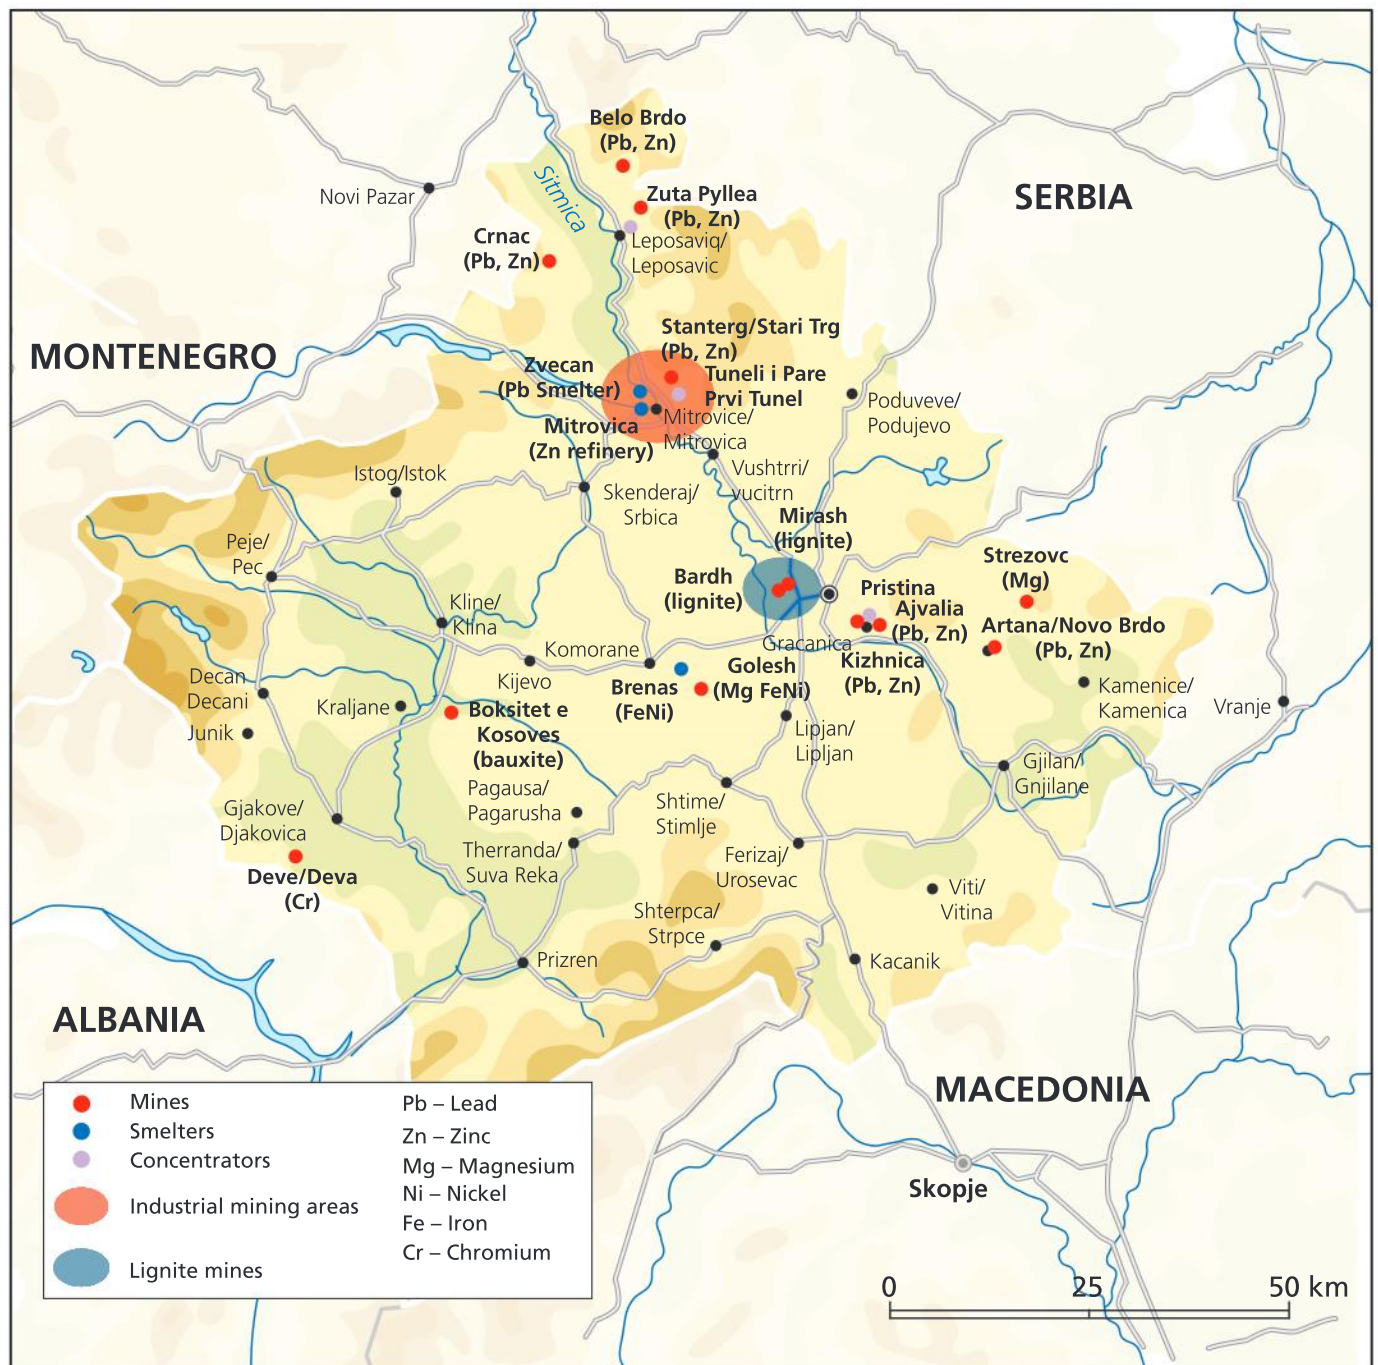 Belo Brdo
(Pb, Zn)
Novi Pazar
Sitmica
Zuta Pyllea
(Pb, Zn)
SERBIA
Crnac
(Pb, Zn)
Leposaviq/
Leposavic
MONTENEGRO
Stanterg/Stari Trg
(Pb, Zn)
Zvecan
(Pb Smelter)
Tuneli i Pare
Prvi Tunel
Mitrovica
(Zn refinery)
Mitrovice/
Mitrovica
Poduveve/
Podujevo
Istog/Istok
Vushtrri/
vucitrn
Skenderaj/
Srbica
Mirash
(lignite)
Peje/
Pec
Strezovc
(Mg)
Bardh
(lignite)
Pristina
Ajvalia
(Pb, Zn)
Kline/
Klina
Artana/Novo Brdo
(Pb, Zn)
Komorane
Gracanica
Kizhnica
(Pb, Zn)
Kijevo
Golesh
(Mg FeNi)
Brenas
(FeNi)
Decan
Decani
Kamenice/
Kamenica
Kraljane
Boksitet e
Kosoves
(bauxite)
Vranje
Junik
Lipjan/
Lipljan
Gjilan/
Gnjilane
Pagausa/
Pagarusha
Shtime/
Stimlje
Gjakove/
Djakovica
Therranda/
Suva Reka
Ferizaj/
Urosevac
Deve/Deva
(Cr)
Viti/
Vitina
Shterpca/
Strpce
Prizren
Kacanik
ALBANIA
MACEDONIA
Skopje
Mines
Smelters
Concentrators
Industrial mining areas
Lignite mines
Pb – Lead
Zn – Zinc
Mg – Magnesium
Ni – Nickel
Fe – Iron
Cr – Chromium
0 25 50 km